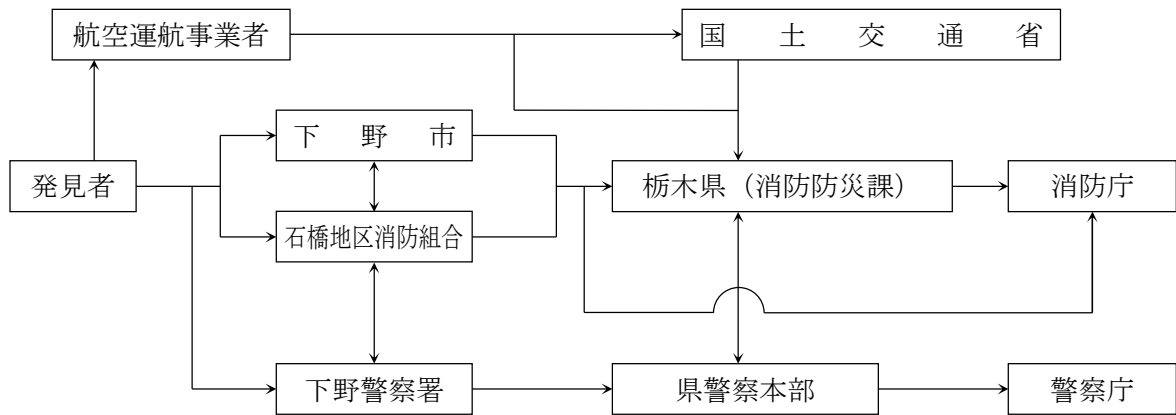 航空運航事業者
国土交通省
下野市
発見者
栃木県（消防防災課）
消防庁
石橋地区消防組合
下野警察署
県警察本部
警察庁